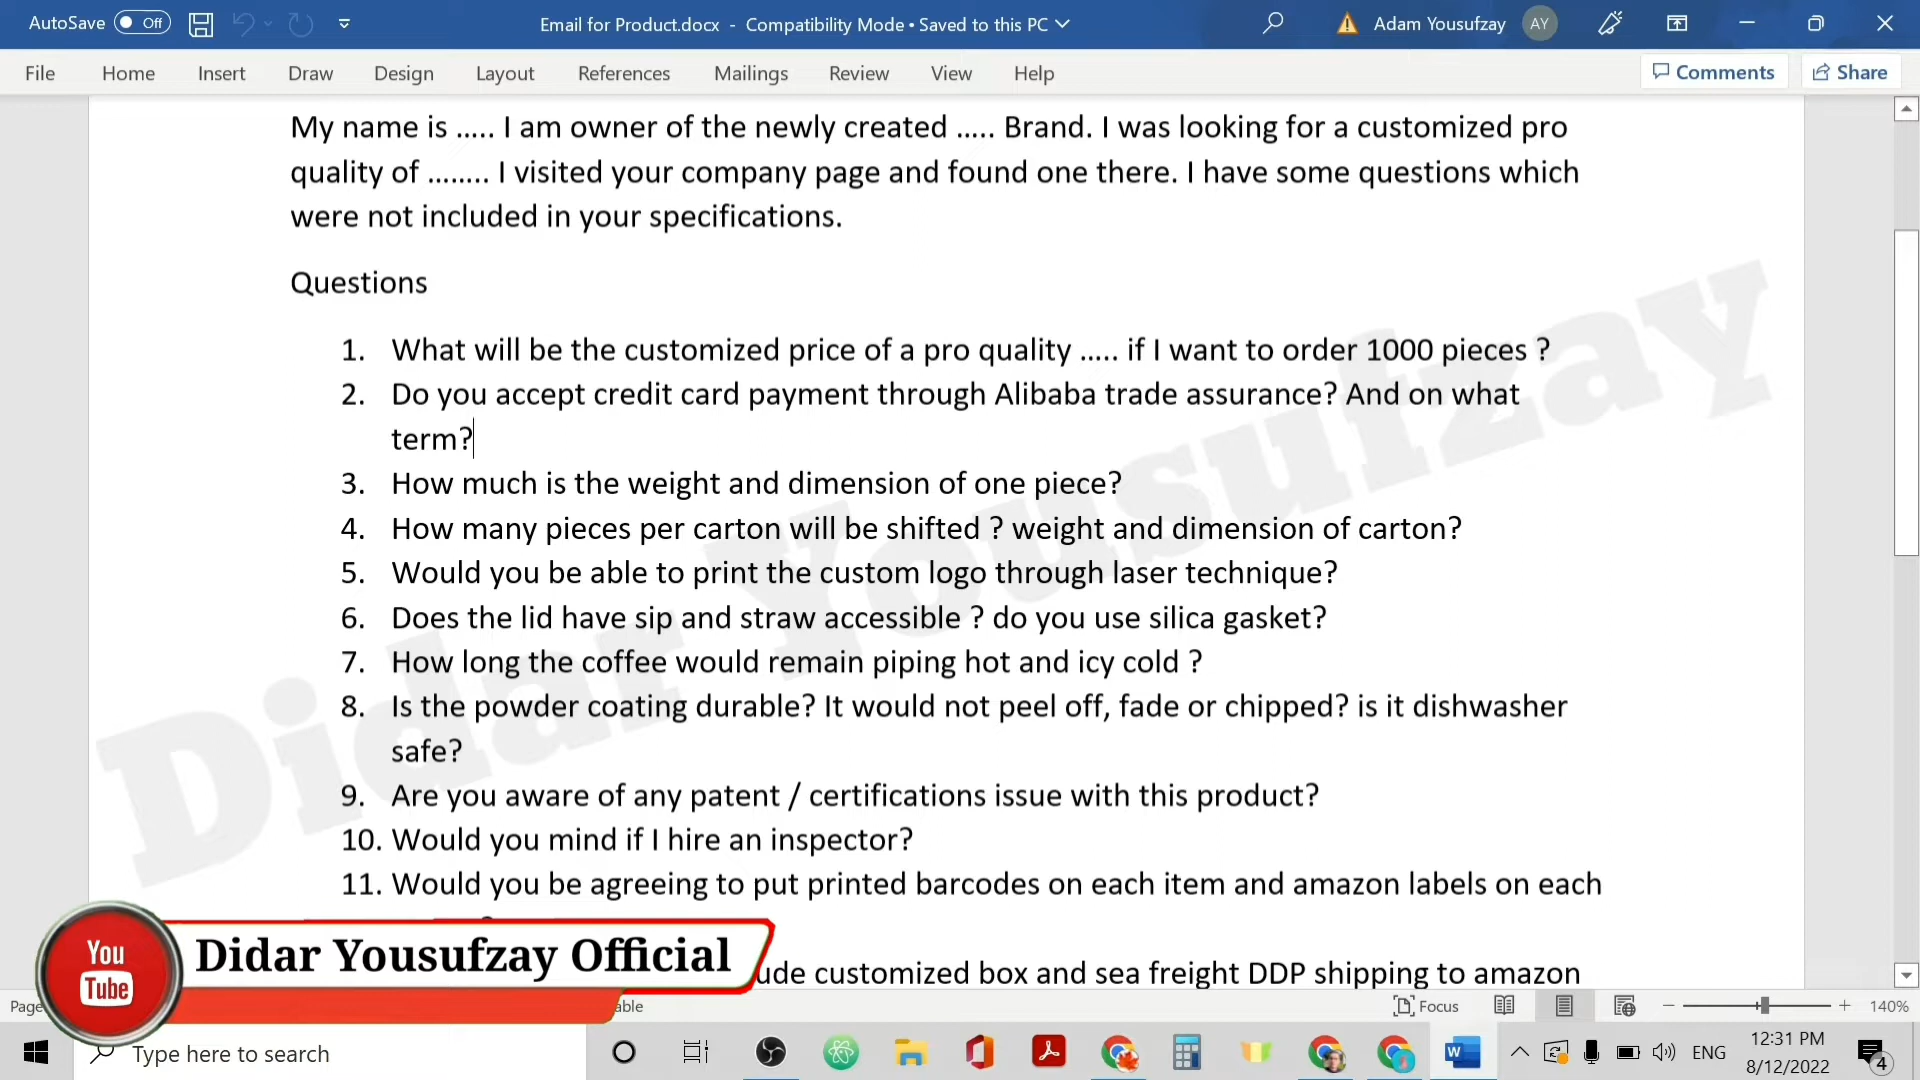 AutoSave Off Email for Product.docx - Compatibility Mode • Saved to this PC Adam Yousufzay AY
File Home Insert Draw Design Layout References Mailings Review View Help Comments Share
My name is ..... I am owner of the newly created ..... Brand. I was looking for a customized pro
quality of ........ I visited your company page and found one there. I have some questions which
were not included in your specifications.
Questions
1. What will be the customized price of a pro quality ..... if I want to order 1000 pieces ?
2. Do you accept credit card payment through Alibaba trade assurance? And on what
term?
3. How much is the weight and dimension of one piece?
4. How many pieces per carton will be shifted ? weight and dimension of carton?
5. Would you be able to print the custom logo through laser technique?
6. Does the lid have sip and straw accessible ? do you use silica gasket?
7. How long the coffee would remain piping hot and icy cold ?
8. Is the powder coating durable? It would not peel off, fade or chipped? is it dishwasher
safe?
9. Are you aware of any patent / certifications issue with this product?
10. Would you mind if I hire an inspector?
11. Would you be agreeing to put printed barcodes on each item and amazon labels on each
customized box and sea freight DDP shipping to amazon
Didar Yousufzay
You
Tube
Didar Yousufzay Official
Page Focus 140%
Type here to search
W
ENG
12:31 PM
8/12/2022
4